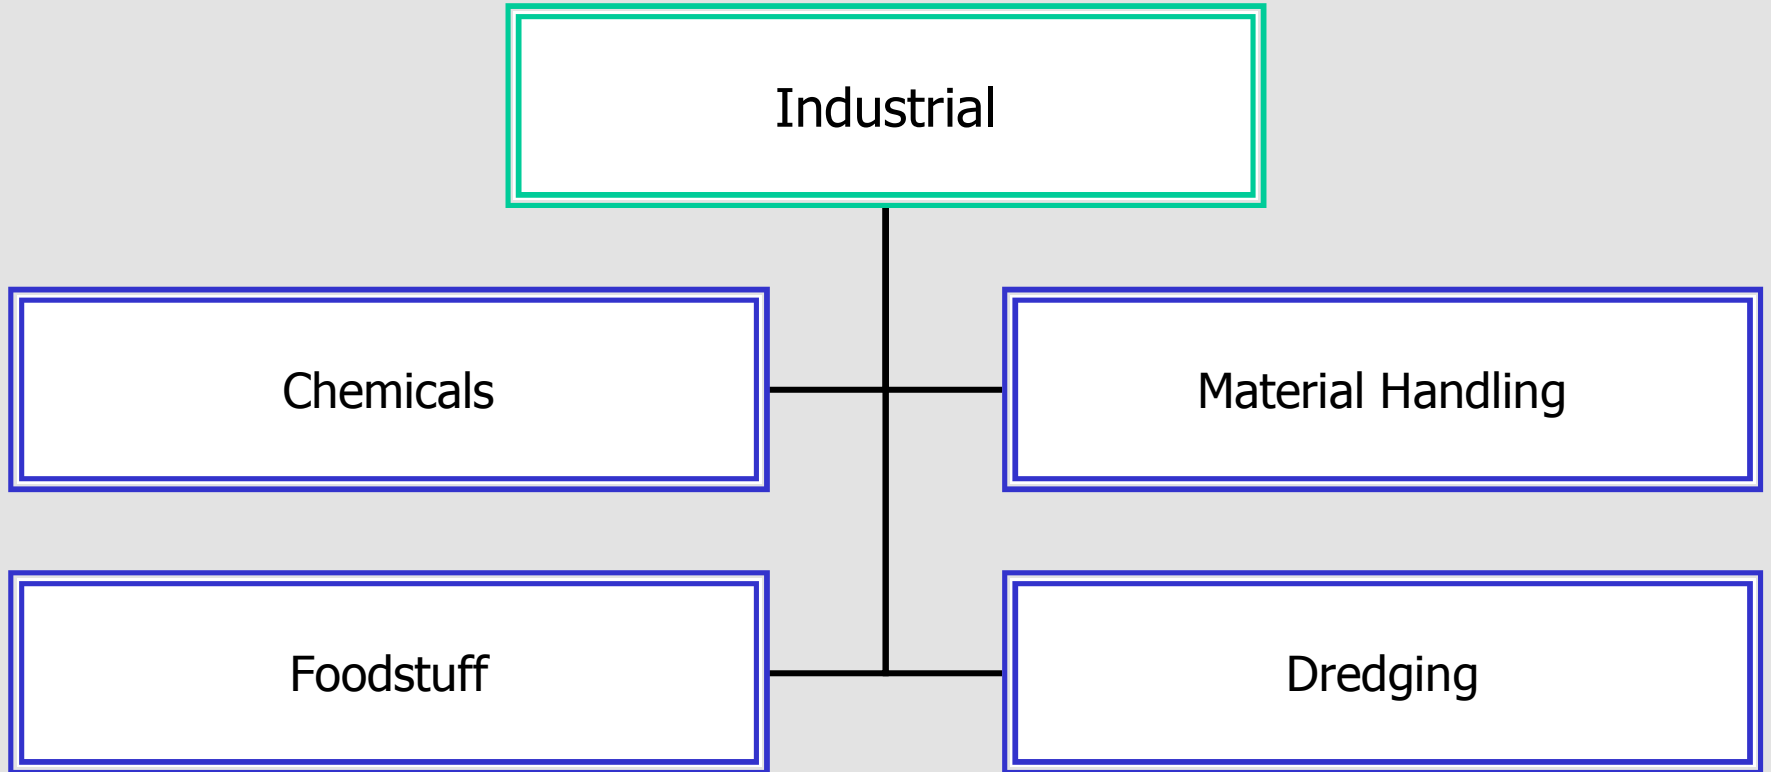 Industrial
Chemicals
Material Handling
Foodstuff
Dredging